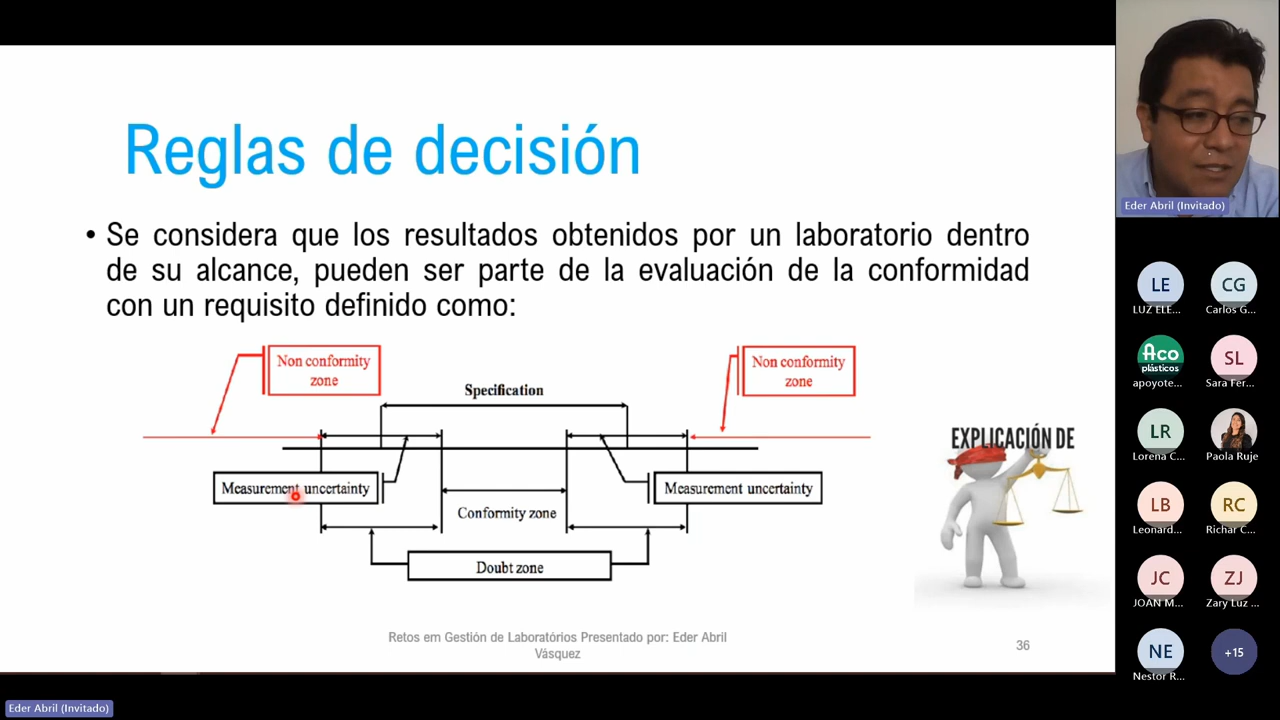 Reglas de decisión
• Se considera que los resultados obtenidos por un laboratorio dentro
de su alcance, pueden ser parte de la evaluación de la conformidad
con un requisito definido como:
Non conformity
zone
Specification
Non conformity
zone
Measurement uncertainty
Measurement uncertainty
Conformity zone
Doubt zone
EXPLICACIÓN DE
Retos em Gestión de Laboratórios Presentado por: Eder Abril
Vásquez
36
Eder Abril (Invitado)
LE
LUZ ELE...
CG
Carlos G...
Aco
plásticos
apoyote...
SL
Sara Fer...
LR
Lorena C...
Paola Ruje
LB
Leonard...
RC
Richar C...
JC
JOAN M...
ZJ
Zary Luz ...
NE
Nestor R...
+15
Eder Abril (Invitado)